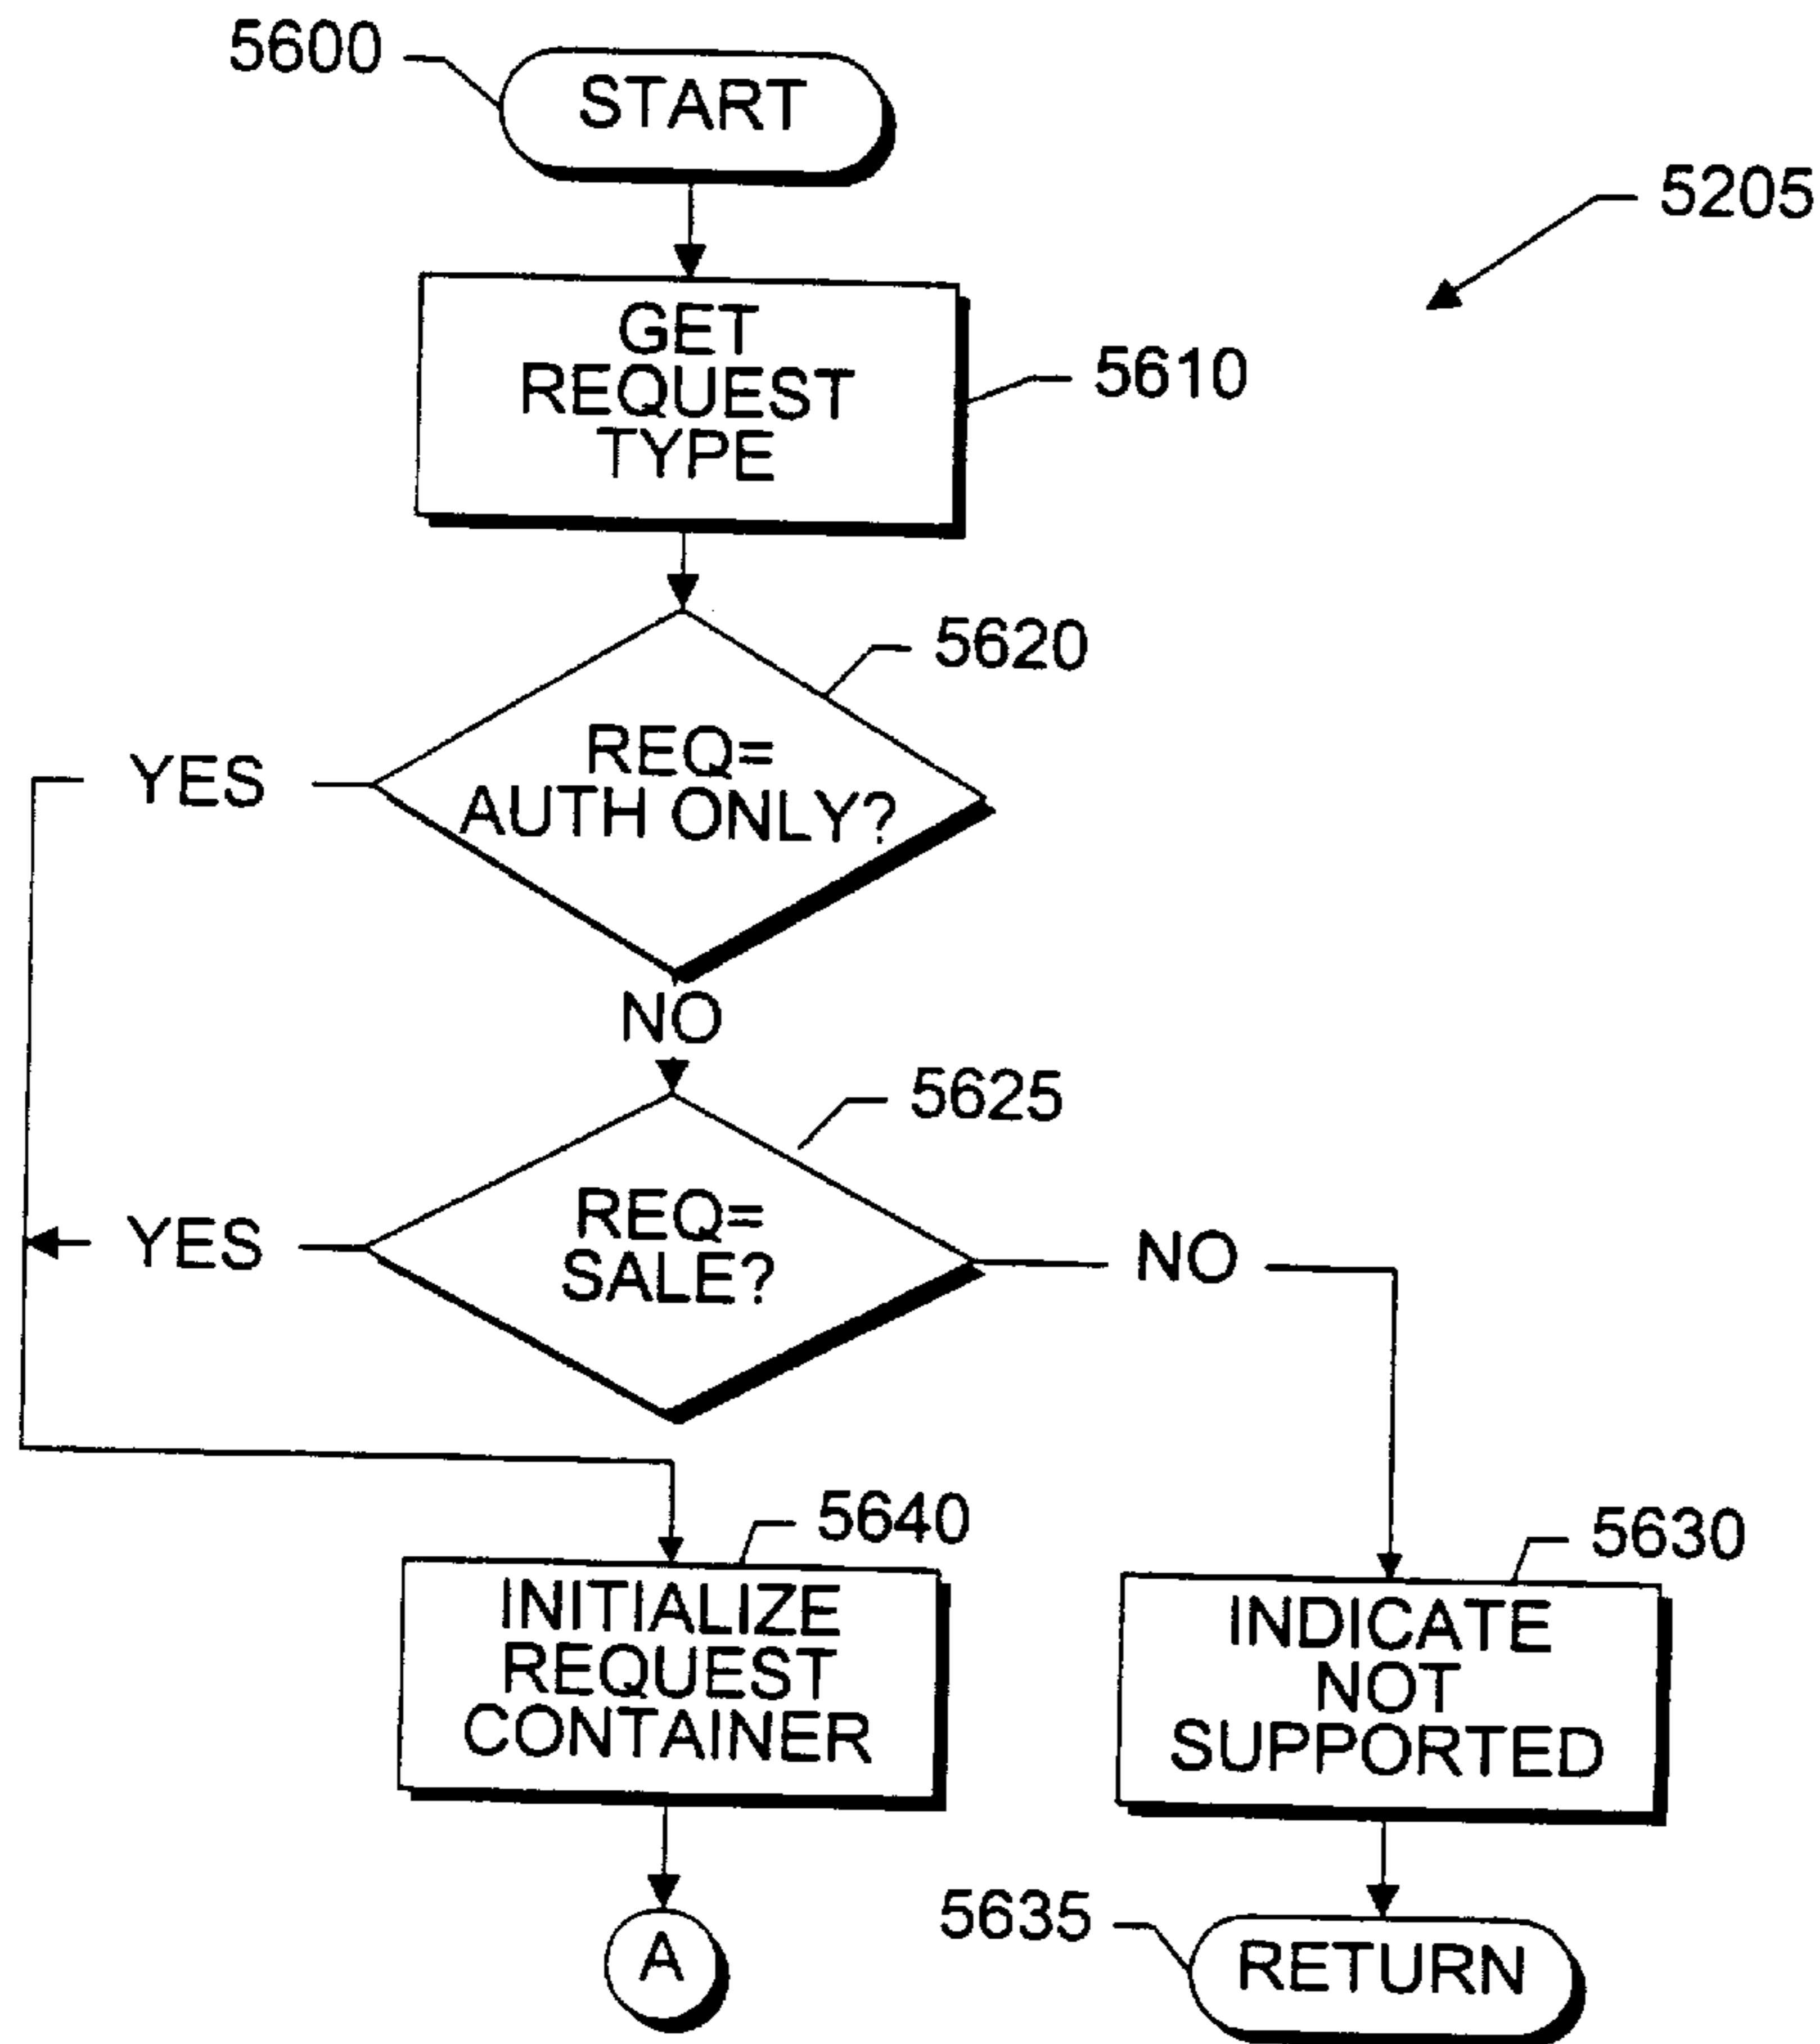 5600
START
5205
GET
REQUEST
TYPE
5610
5620
REQ=
AUTH ONLY?
YES
NO
5625
REQ=
SALE?
YES
NO
5640
INITIALIZE
REQUEST
CONTAINER
5630
INDICATE
NOT
SUPPORTED
A
5635
RETURN